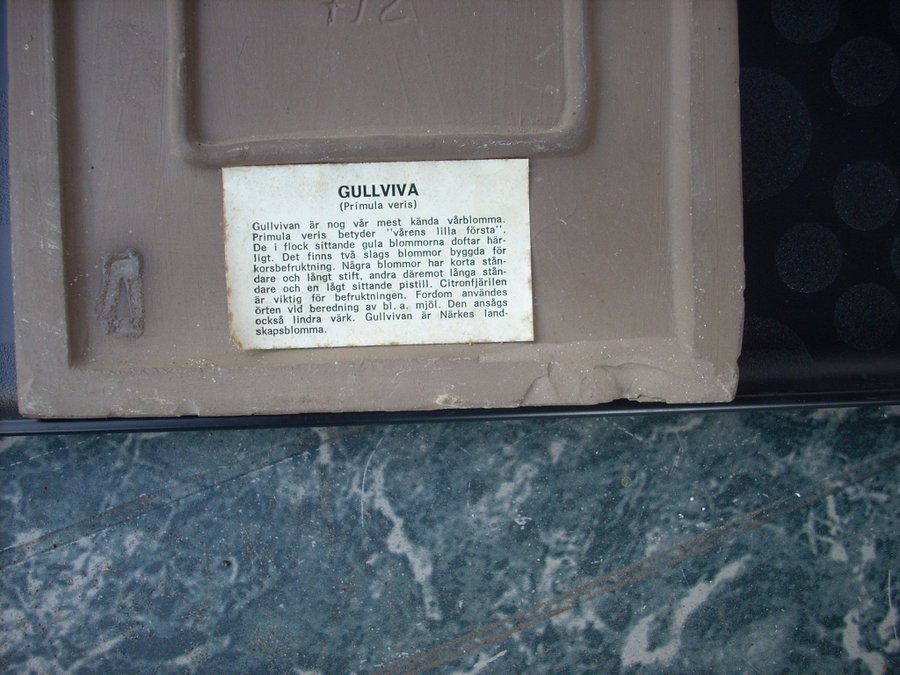 GULLVIVA
(Primula veris)
Gullvivan är nog vår mest kända vårblomma.
Primula veris betyder "vårens lilla första".
De i flock sittande gula blommorna doftar här-
ligt. Det finns två slags blommor byggda för
korsbefruktning. Några blommor har korta stån-
dare och långt stift, andra däremot långa stån-
dare och en lågt sittande pistill. Citronfjärilen
är viktig för befruktningen. Fordom användes
örten vid beredning av bl. a. mjöl. Den ansågs
också lindra värk. Gullvivan är Närkes land-
skapsblomma.